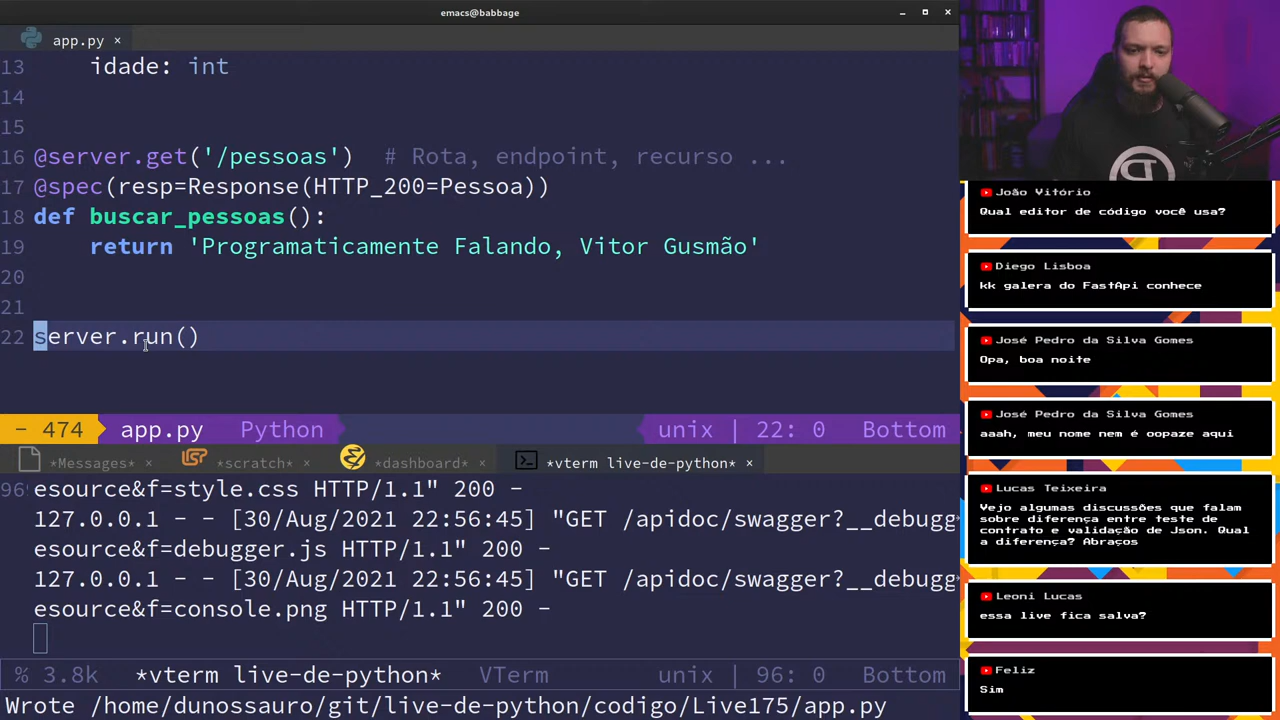 emacs@babbage
app.py ×
13 idade: int
14
15
16 @server.get('/pessoas')  # Rota, endpoint, recurso ...
17 @spec(resp=Response(HTTP_200=Pessoa))
18 def buscar_pessoas():
19 return 'Programaticamente Falando, Vitor Gusmão'
20
21
22 server.run()
- 474 app.py Python unix | 22: 0 Bottom
*Messages* × *scratch* × *dashboard* × *vterm live-de-python* ×
96 esource&f=style.css HTTP/1.1" 200 -
127.0.0.1 - - [30/Aug/2021 22:56:45] "GET /apidoc/swagger?__debugg
esource&f=debugger.js HTTP/1.1" 200 -
127.0.0.1 - - [30/Aug/2021 22:56:45] "GET /apidoc/swagger?__debugg
esource&f=console.png HTTP/1.1" 200 -
% 3.8k *vterm live-de-python* VTerm unix | 96: 0 Bottom
Wrote /home/dunossauro/git/live-de-python/codigo/Live175/app.py
João Vitório
Qual editor de código você usa?
Diego Lisboa
kk galera do FastApi conhece
José Pedro da Silva Gomes
Opa, boa noite
José Pedro da Silva Gomes
aaah, meu nome nem é oopaze aqui
Lucas Teixeira
Vejo algumas discussões que falam
sobre diferença entre teste de
contrato e validação de Json. Qual
a diferença? Abraços
Leoni Lucas
essa live fica salva?
Feliz
Sim